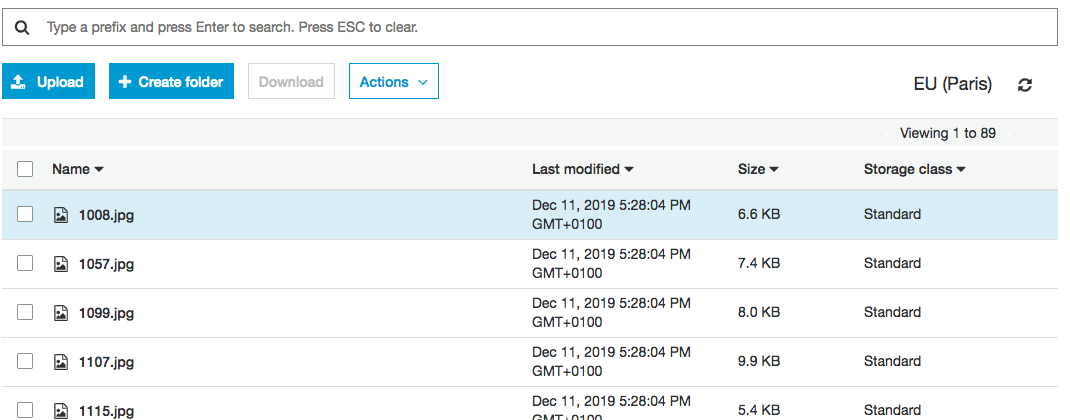 Type a prefix and press Enter to search. Press ESC to clear.
Upload Create folder Download Actions EU (Paris)
Viewing 1 to 89
Name Last modified Size Storage class
1008.jpg Dec 11, 2019 5:28:04 PM GMT+0100 6.6 KB Standard
1057.jpg Dec 11, 2019 5:28:04 PM GMT+0100 7.4 KB Standard
1099.jpg Dec 11, 2019 5:28:04 PM GMT+0100 8.0 KB Standard
1107.jpg Dec 11, 2019 5:28:04 PM GMT+0100 9.9 KB Standard
1115.jpg Dec 11, 2019 5:28:04 PM GMT+0100 5.4 KB Standard